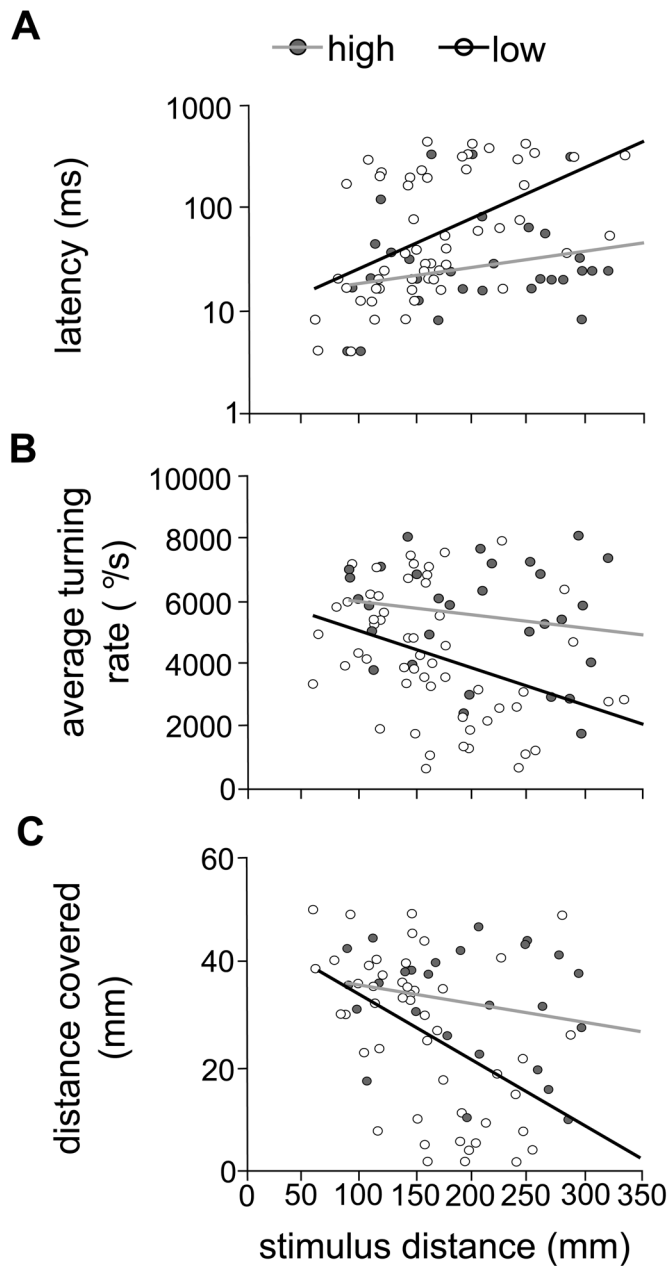 A
high low
1000
100
10
1
latency (ms)
B
10000
8000
6000
4000
2000
0
average turning
rate ( °/s)
C
60
40
20
0
distance covered
(mm)
0 50 100 150 200 250 300 350
stimulus distance (mm)